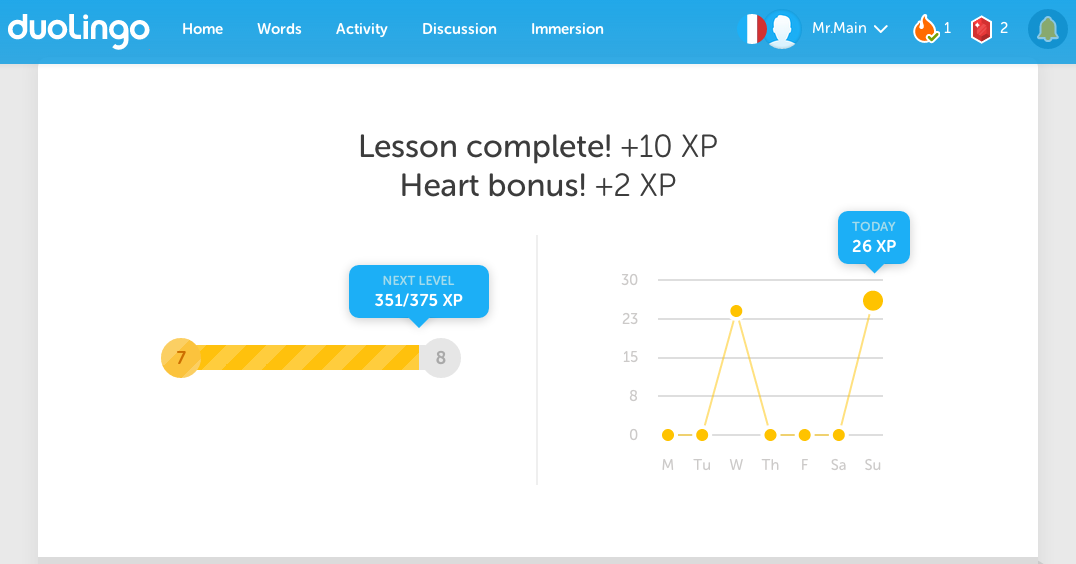 duolingo Home Words Activity Discussion Immersion Mr.Main 1 2
Lesson complete! +10 XP
Heart bonus! +2 XP
NEXT LEVEL
351/375 XP
7 8
TODAY
26 XP
30
23
15
8
0
M Tu W Th F Sa Su